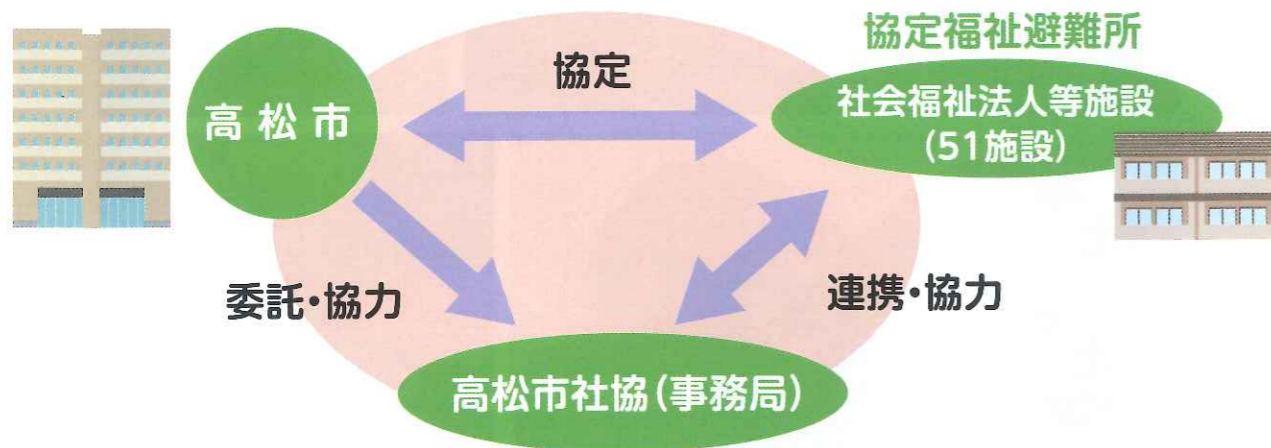 協定福祉避難所
協定
高松市
社会福祉法人等施設
(51施設)
委託・協力
連携・協力
高松市社協(事務局)